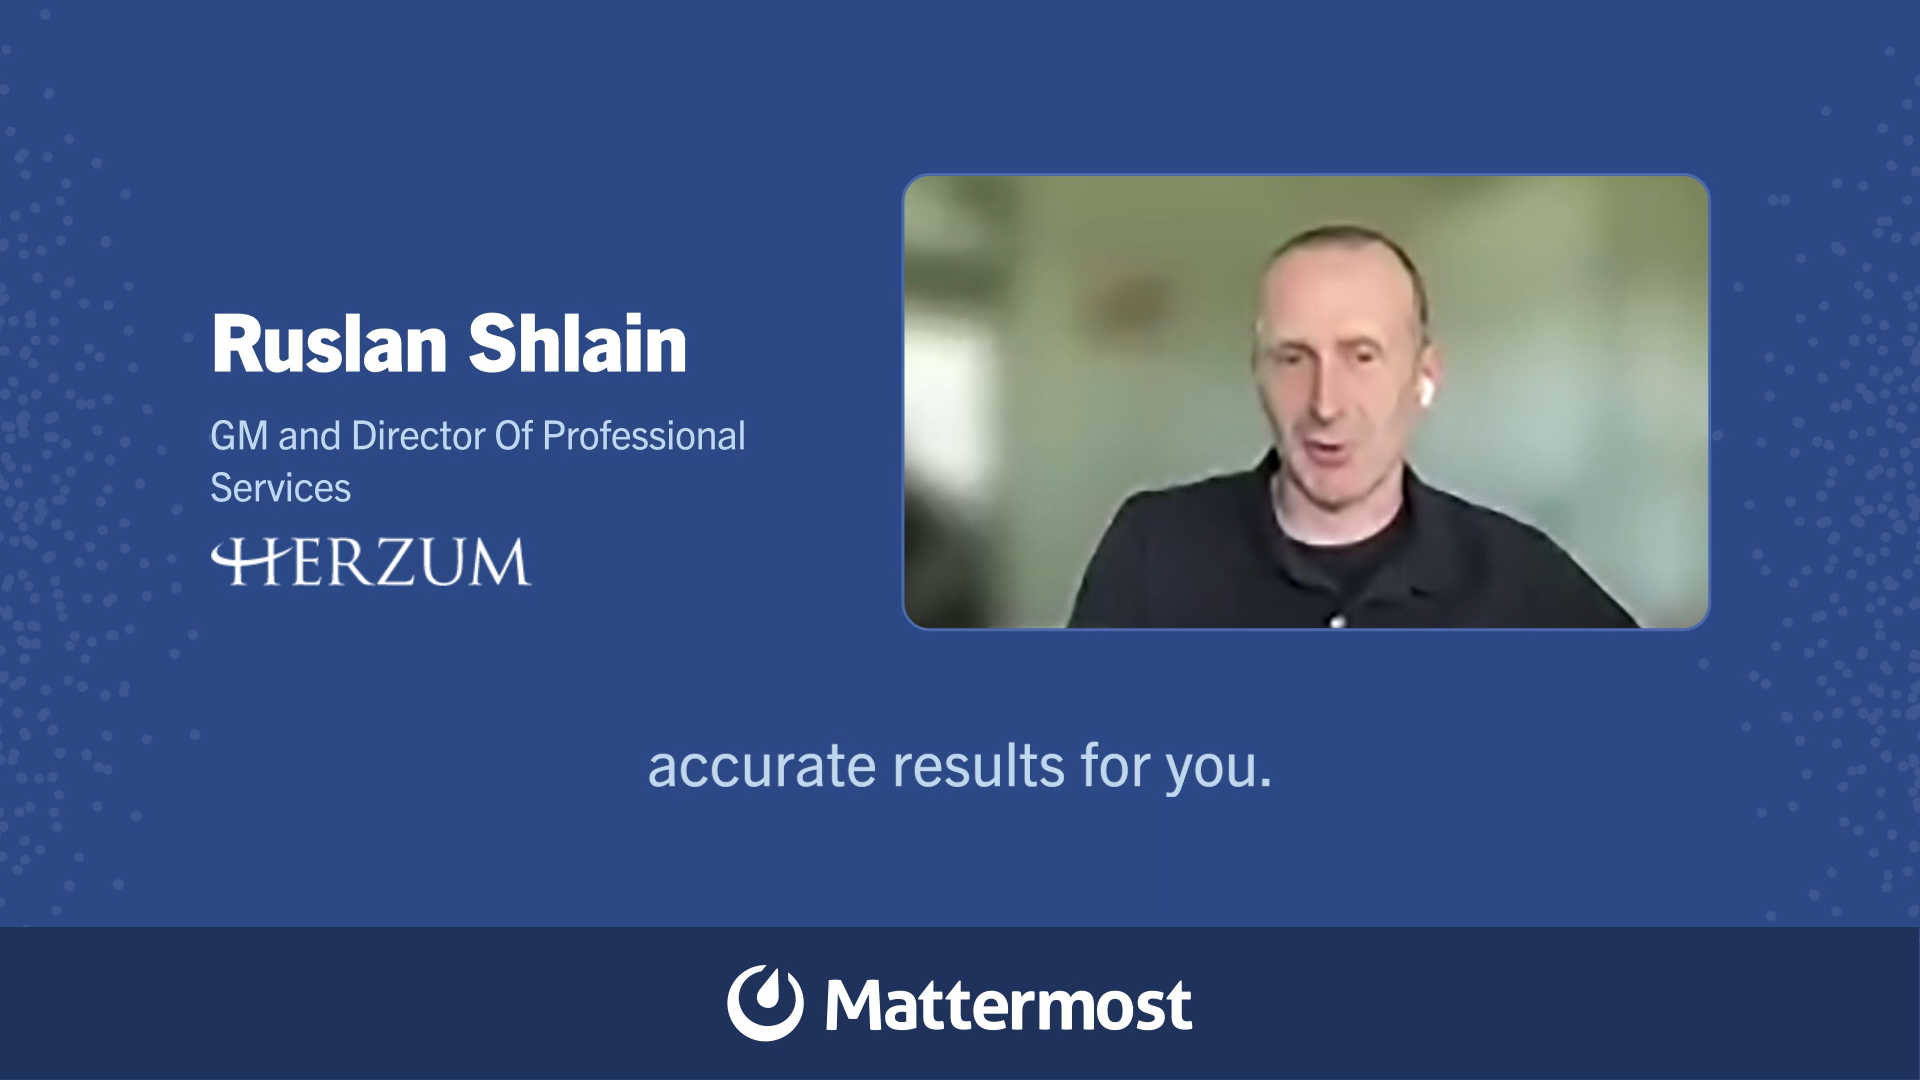 Ruslan Shlain
GM and Director Of Professional
Services
HERZUM
accurate results for you.
Mattermost